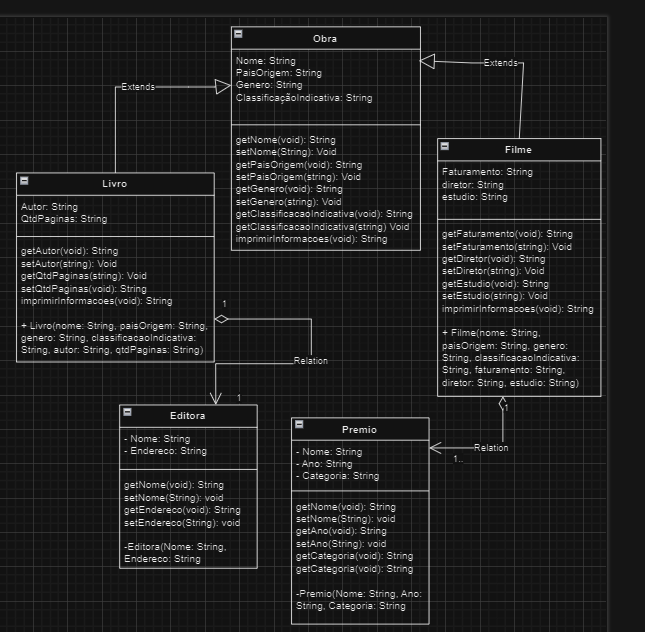 Obra
Nome: String
PaisOrigem: String
Genero: String
ClassificaçãoIndicativa: String
getNome(void): String
setNome(String): Void
getPaisOrigem(void): String
setPaisOrigem(string): Void
getGenero(void): String
setGenero(string): Void
getClassificacaoIndicativa(void): String
getClassificacaoIndicativa(string) Void
imprimirInformacoes(void): String
Extends
Extends
Filme
Faturamento: String
diretor: String
estudio: String
getFaturamento(void): String
setFaturamento(string): Void
getDiretor(void): String
setDiretor(string): Void
getEstudio(void): String
setEstudio(string): Void
imprimirInformacoes(void): String
+ Filme(nome: String,
paisOrigem: String, genero:
String, classificacaoIndicativa:
String, faturamento: String,
diretor: String, estudio: String)
Livro
Autor: String
QtdPaginas: String
getAutor(void): String
setAutor(string): Void
getQtdPaginas(string): Void
setQtdPaginas(string): Void
imprimirInformacoes(void): String
+ Livro(nome: String, paisOrigem: String,
genero: String, classificacaoIndicativa:
String, autor: String, qtdPaginas: String)
1
Relation
1
Editora
- Nome: String
- Endereco: String
getNome(void): String
setNome(String): void
getEndereco(void): String
setEndereco(String): void
-Editora(Nome: String,
Endereco: String
1
Relation
1..
Premio
- Nome: String
- Ano: String
- Categoria: String
getNome(void): String
setNome(String): void
getAno(void): String
setAno(String): void
getCategoria(void): String
getCategoria(void): String
-Premio(Nome: String, Ano:
String, Categoria: String